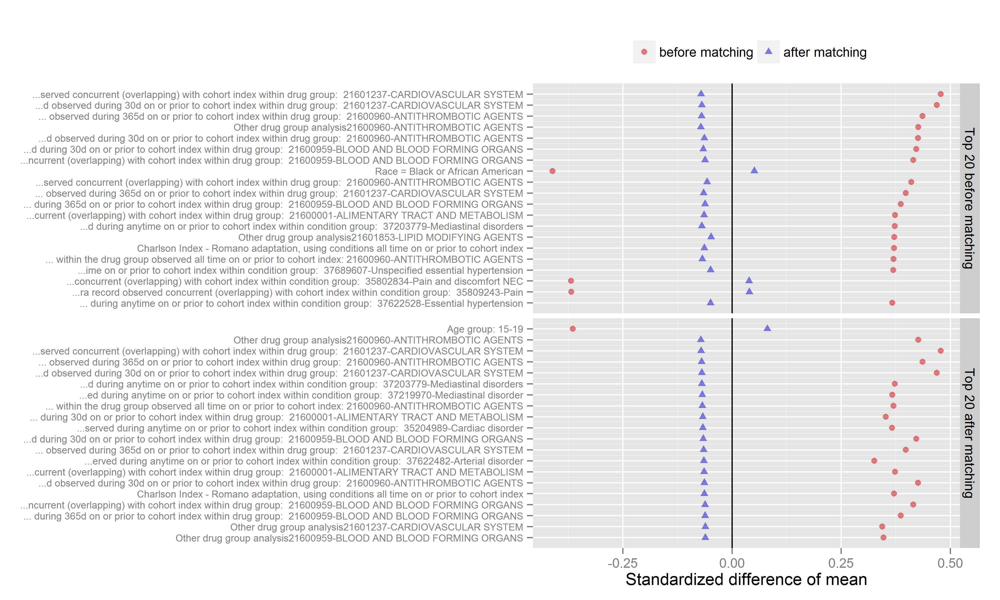 before matching after matching
...served concurrent (overlapping) with cohort index within drug group:  21601237-CARDIOVASCULAR SYSTEM
...d observed during 30d on or prior to cohort index within drug group:  21601237-CARDIOVASCULAR SYSTEM
... observed during 365d on or prior to cohort index within drug group:  21600960-ANTITHROMBOTIC AGENTS
Other drug group analysis21600960-ANTITHROMBOTIC AGENTS
...d observed during 30d on or prior to cohort index within drug group:  21600960-ANTITHROMBOTIC AGENTS
...d during 30d on or prior to cohort index within drug group:  21600959-BLOOD AND BLOOD FORMING ORGANS
...ncurrent (overlapping) with cohort index within drug group:  21600959-BLOOD AND BLOOD FORMING ORGANS
Race = Black or African American
...served concurrent (overlapping) with cohort index within drug group:  21600960-ANTITHROMBOTIC AGENTS
... observed during 365d on or prior to cohort index within drug group:  21601237-CARDIOVASCULAR SYSTEM
... during 365d on or prior to cohort index within drug group:  21600959-BLOOD AND BLOOD FORMING ORGANS
...current (overlapping) with cohort index within drug group:  21600001-ALIMENTARY TRACT AND METABOLISM
...d during anytime on or prior to cohort index within condition group:  37203779-Mediastinal disorders
Other drug group analysis21601853-LIPID MODIFYING AGENTS
Charlson Index - Romano adaptation, using conditions all time on or prior to cohort index
... within the drug group observed all time on or prior to cohort index: 21600960-ANTITHROMBOTIC AGENTS
...ime on or prior to cohort index within condition group:  37689607-Unspecified essential hypertension
...concurrent (overlapping) with cohort index within condition group:  35802834-Pain and discomfort NEC
...ra record observed concurrent (overlapping) with cohort index within condition group:  35809243-Pain
... during anytime on or prior to cohort index within condition group:  37622528-Essential hypertension
Top 20 before matching
Age group: 15-19
Other drug group analysis21600960-ANTITHROMBOTIC AGENTS
...served concurrent (overlapping) with cohort index within drug group:  21601237-CARDIOVASCULAR SYSTEM
... observed during 365d on or prior to cohort index within drug group:  21600960-ANTITHROMBOTIC AGENTS
...d observed during 30d on or prior to cohort index within drug group:  21601237-CARDIOVASCULAR SYSTEM
...d during anytime on or prior to cohort index within condition group:  37203779-Mediastinal disorders
...ed during anytime on or prior to cohort index within condition group:  37219970-Mediastinal disorder
... within the drug group observed all time on or prior to cohort index: 21600960-ANTITHROMBOTIC AGENTS
... during 30d on or prior to cohort index within drug group:  21600001-ALIMENTARY TRACT AND METABOLISM
...served during anytime on or prior to cohort index within condition group:  35204989-Cardiac disorder
...d during 30d on or prior to cohort index within drug group:  21600959-BLOOD AND BLOOD FORMING ORGANS
... observed during 365d on or prior to cohort index within drug group:  21601237-CARDIOVASCULAR SYSTEM
...erved during anytime on or prior to cohort index within condition group:  37622482-Arterial disorder
...current (overlapping) with cohort index within drug group:  21600001-ALIMENTARY TRACT AND METABOLISM
...d observed during 30d on or prior to cohort index within drug group:  21600960-ANTITHROMBOTIC AGENTS
Charlson Index - Romano adaptation, using conditions all time on or prior to cohort index
...ncurrent (overlapping) with cohort index within drug group:  21600959-BLOOD AND BLOOD FORMING ORGANS
... during 365d on or prior to cohort index within drug group:  21600959-BLOOD AND BLOOD FORMING ORGANS
Other drug group analysis21601237-CARDIOVASCULAR SYSTEM
Other drug group analysis21600959-BLOOD AND BLOOD FORMING ORGANS
Top 20 after matching
-0.25 0.00 0.25 0.50
Standardized difference of mean